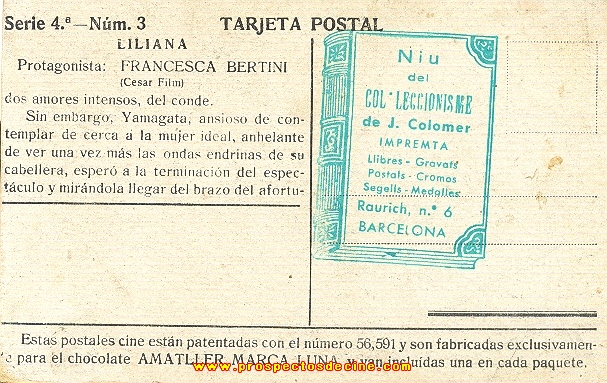 Serie 4.ª—Núm. 3 TARJETA POSTAL
LILIANA
Protagonista: FRANCESCA BERTINI
(Cesar Film)
dos amores intensos, del conde.
Sin embargo, Yamagata, ansioso de con-
templar de cerca a la mujer ideal, anhelante
de ver una vez más las ondas endrinas de su
cabellera, esperó a la terminación del espec-
táculo y mirándola llegar del brazo del afortu-
Niu
del
COL·LECCIONISME
de J. Colomer
IMPREMTA
Llibres - Gravats
Postals - Cromos
Segells - Medalles
Raurich, n.º 6
BARCELONA
Estas postales cine están patentadas con el número 56,591 y son fabricadas exclusivamen-
te para el chocolate AMATLLER MARCA LUNA y van incluídas una en cada paquete.
www.prospectosdecine.com